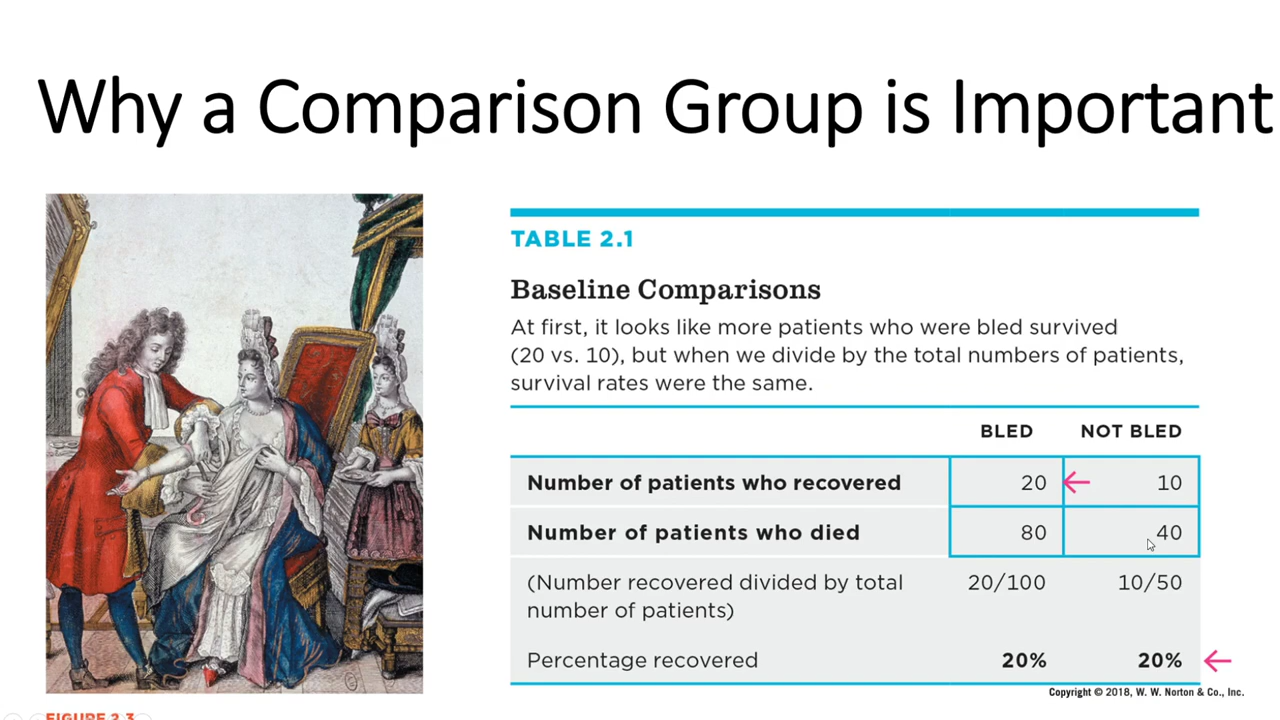 Why a Comparison Group is Important
TABLE 2.1
Baseline Comparisons
At first, it looks like more patients who were bled survived
(20 vs. 10), but when we divide by the total numbers of patients,
survival rates were the same.
BLED NOT BLED
Number of patients who recovered 20 10
Number of patients who died 80 40
(Number recovered divided by total 20/100 10/50
number of patients)
Percentage recovered 20% 20%
Copyright © 2018, W. W. Norton & Co., Inc.
FIGURE 2.3